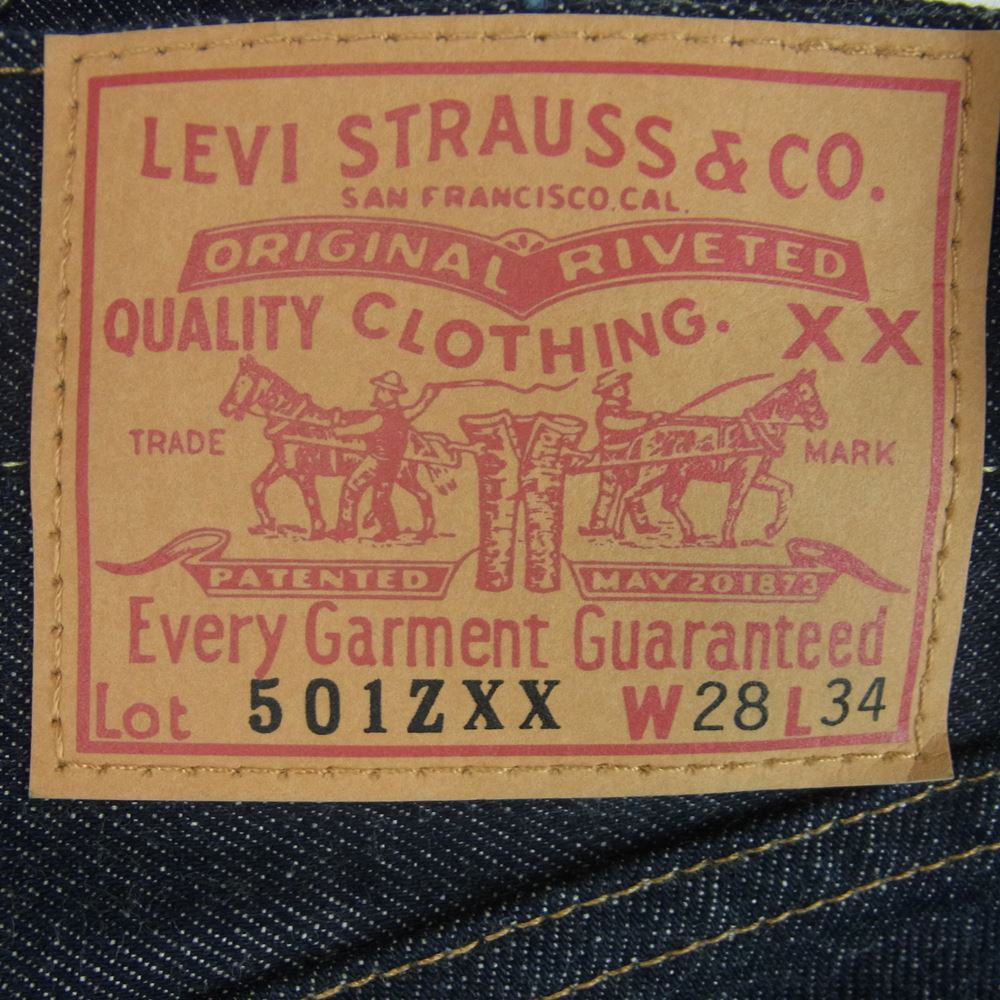 LEVI STRAUSS & CO.
SAN FRANCISCO, CAL.
ORIGINAL RIVETED
QUALITY CLOTHING. XX
TRADE MARK
PATENTED MAY 20 1873
Every Garment Guaranteed
Lot 501ZXX W28 L34